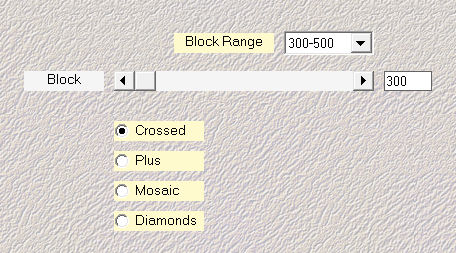 Block Range 300-500
Block 300
Crossed
Plus
Mosaic
Diamonds